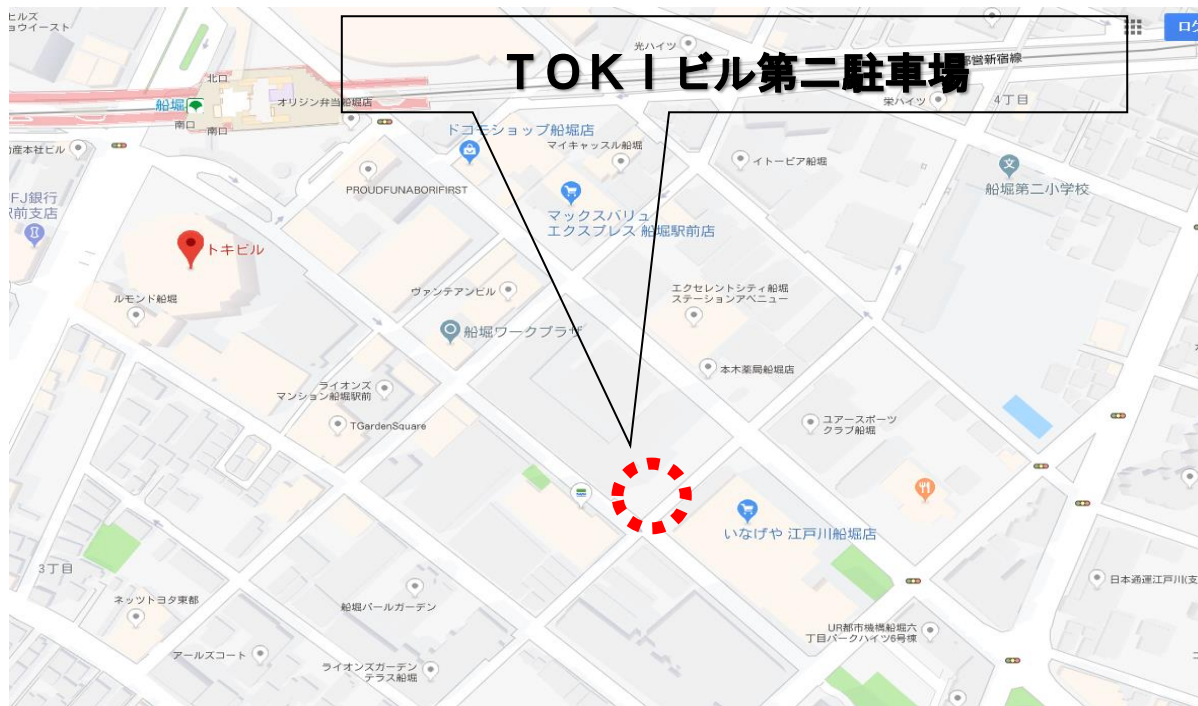 ヒルズ
ョウイースト
光ハイツ
ログ
TOKIビル第二駐車場
都営新宿線
北口
船堀
オリジン弁当船堀店
栄ハイツ
4丁目
南口
南口
ドコモショップ船堀店
マイキャッスル船堀
産本社ビル
イトーピア船堀
船堀第二小学校
PROUDFUNABORIFIRST
FJ銀行
駅前支店
マックスバリュ
エクスプレス 船堀駅前店
トキビル
ルモンド船堀
ヴァンテアンビル
エクセレントシティ船堀
ステーションアベニュー
船堀ワークプラザ
本木薬局船堀店
ライオンズ
マンション船堀駅前
TGardenSquare
ユアースポーツ
クラブ船堀
いなげや 江戸川船堀店
3丁目
ネッツトヨタ東都
船堀パールガーデン
日本通運江戸川(支
UR都市機構船堀六
丁目パークハイツ6号棟
アールズコート
ライオンズガーデン
テラス船堀